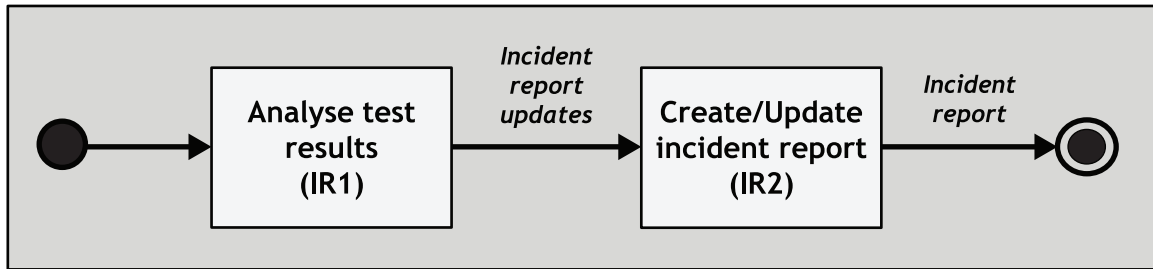 Analyse test
results
(IR1)
Incident
report
updates
Create/Update
incident report
(IR2)
Incident
report